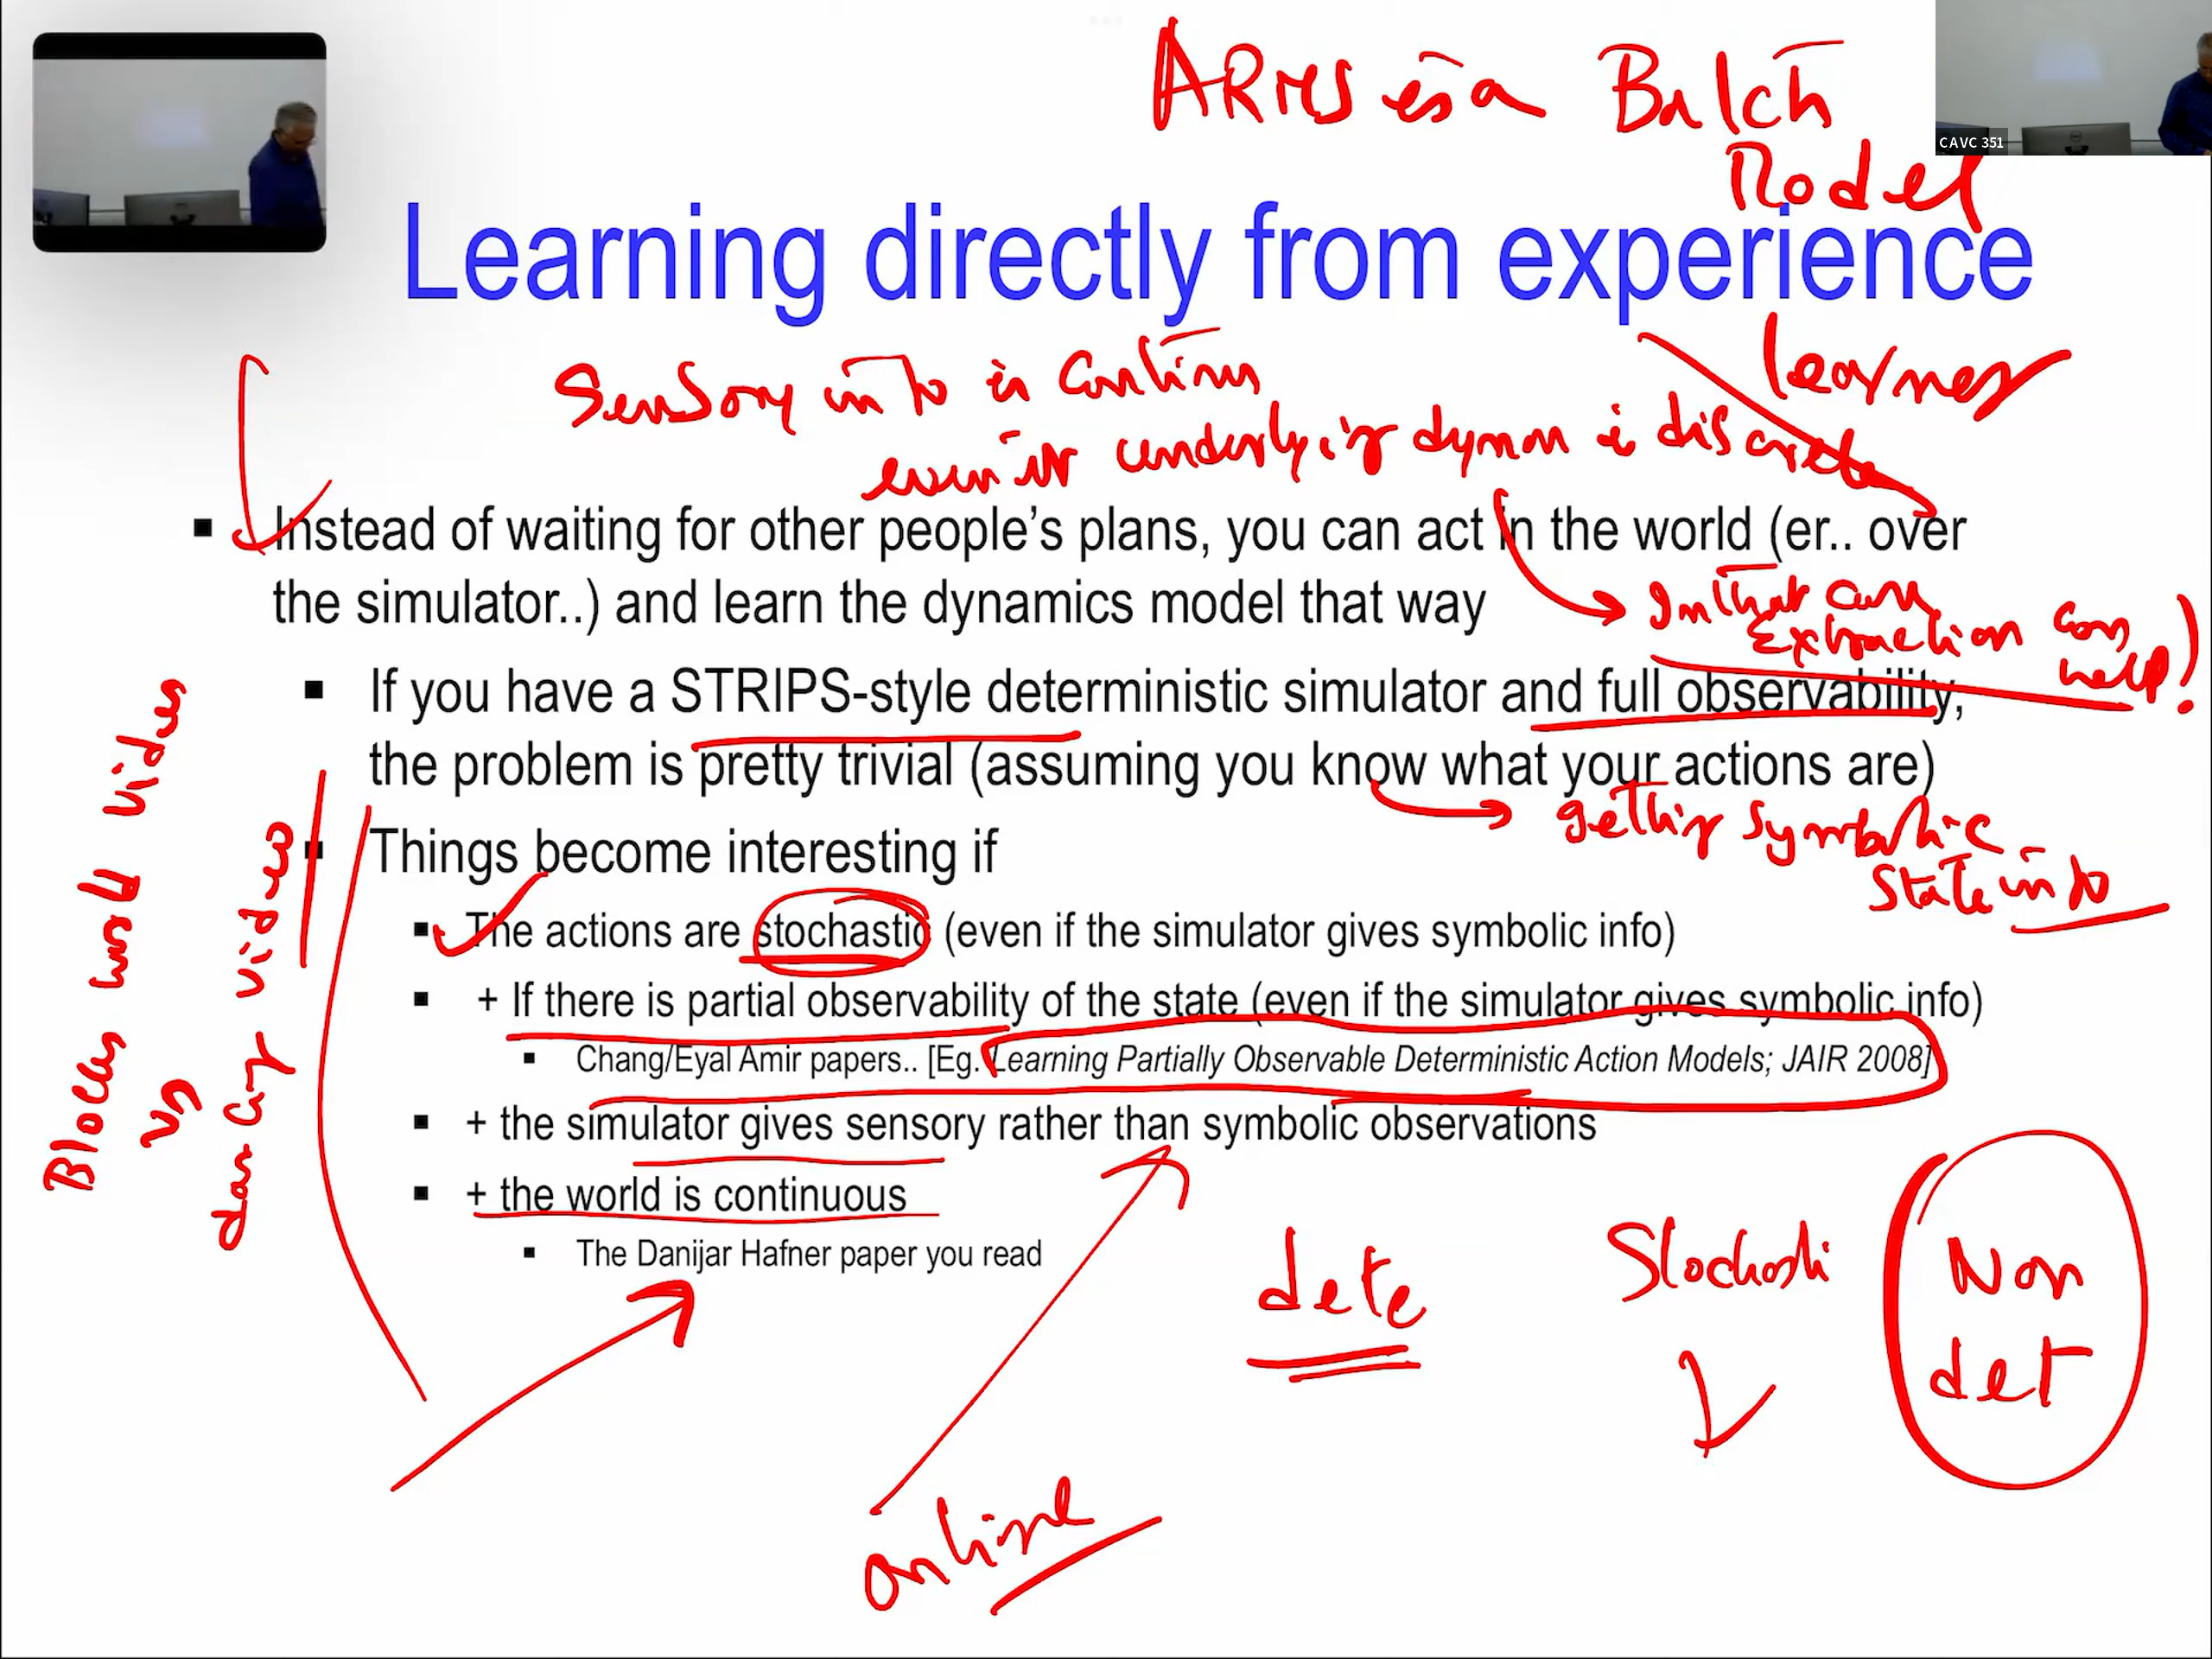 ARMS is a Batch
Model
CAVC 351
Learning directly from experience
Learner
Sensory info is
even if underlying is discrete
▪ Instead of waiting for other people's plans, you can act in the world (er.. over
the simulator..) and learn the dynamics model that way
In that case
Extraction can
help!
▪ If you have a STRIPS-style deterministic simulator and full observability,
the problem is pretty trivial (assuming you know what your actions are)
getting symbolic
State info
▪ Things become interesting if
▪ The actions are stochastic (even if the simulator gives symbolic info)
▪ + If there is partial observability of the state (even if the simulator gives symbolic info)
▪ Chang/Eyal Amir papers.. [Eg. Learning Partially Observable Deterministic Action Models; JAIR 2008]
▪ + the simulator gives sensory rather than symbolic observations
▪ + the world is continuous
▪ The Danijar Hafner paper you read
Blocks world videos
vs
dancing videos
dete
Stochasti
Non
det
online